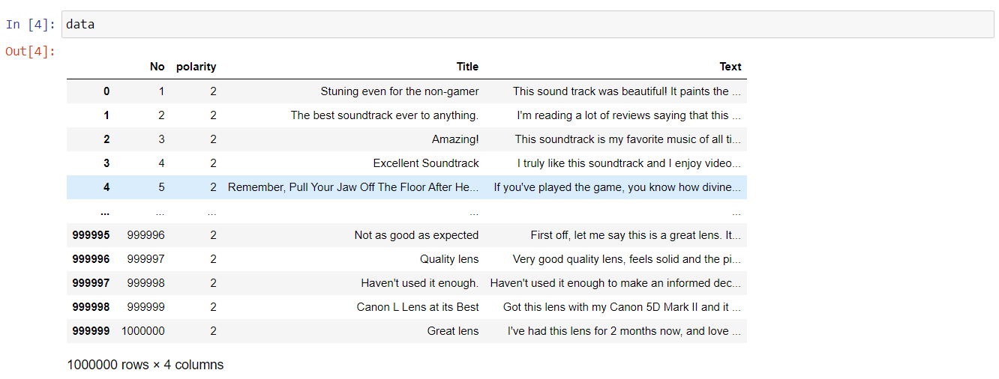 In [4]: data
Out[4]:
No polarity Title Text
0 1 2 Stuning even for the non-gamer This sound track was beautiful! It paints the ...
1 2 2 The best soundtrack ever to anything. I'm reading a lot of reviews saying that this ...
2 3 2 Amazing! This soundtrack is my favorite music of all ti...
3 4 2 Excellent Soundtrack I truly like this soundtrack and I enjoy video...
4 5 2 Remember, Pull Your Jaw Off The Floor After He... If you've played the game, you know how divine...
... ... ... ... ...
999995 999996 2 Not as good as expected First off, let me say this is a great lens. It...
999996 999997 2 Quality lens Very good quality lens, feels solid and the pi...
999997 999998 2 Haven't used it enough. Haven't used it enough to make an informed dec...
999998 999999 2 Canon L Lens at its Best Got this lens with my Canon 5D Mark II and it ...
999999 1000000 2 Great lens I've had this lens for 2 months now, and love ...
1000000 rows × 4 columns